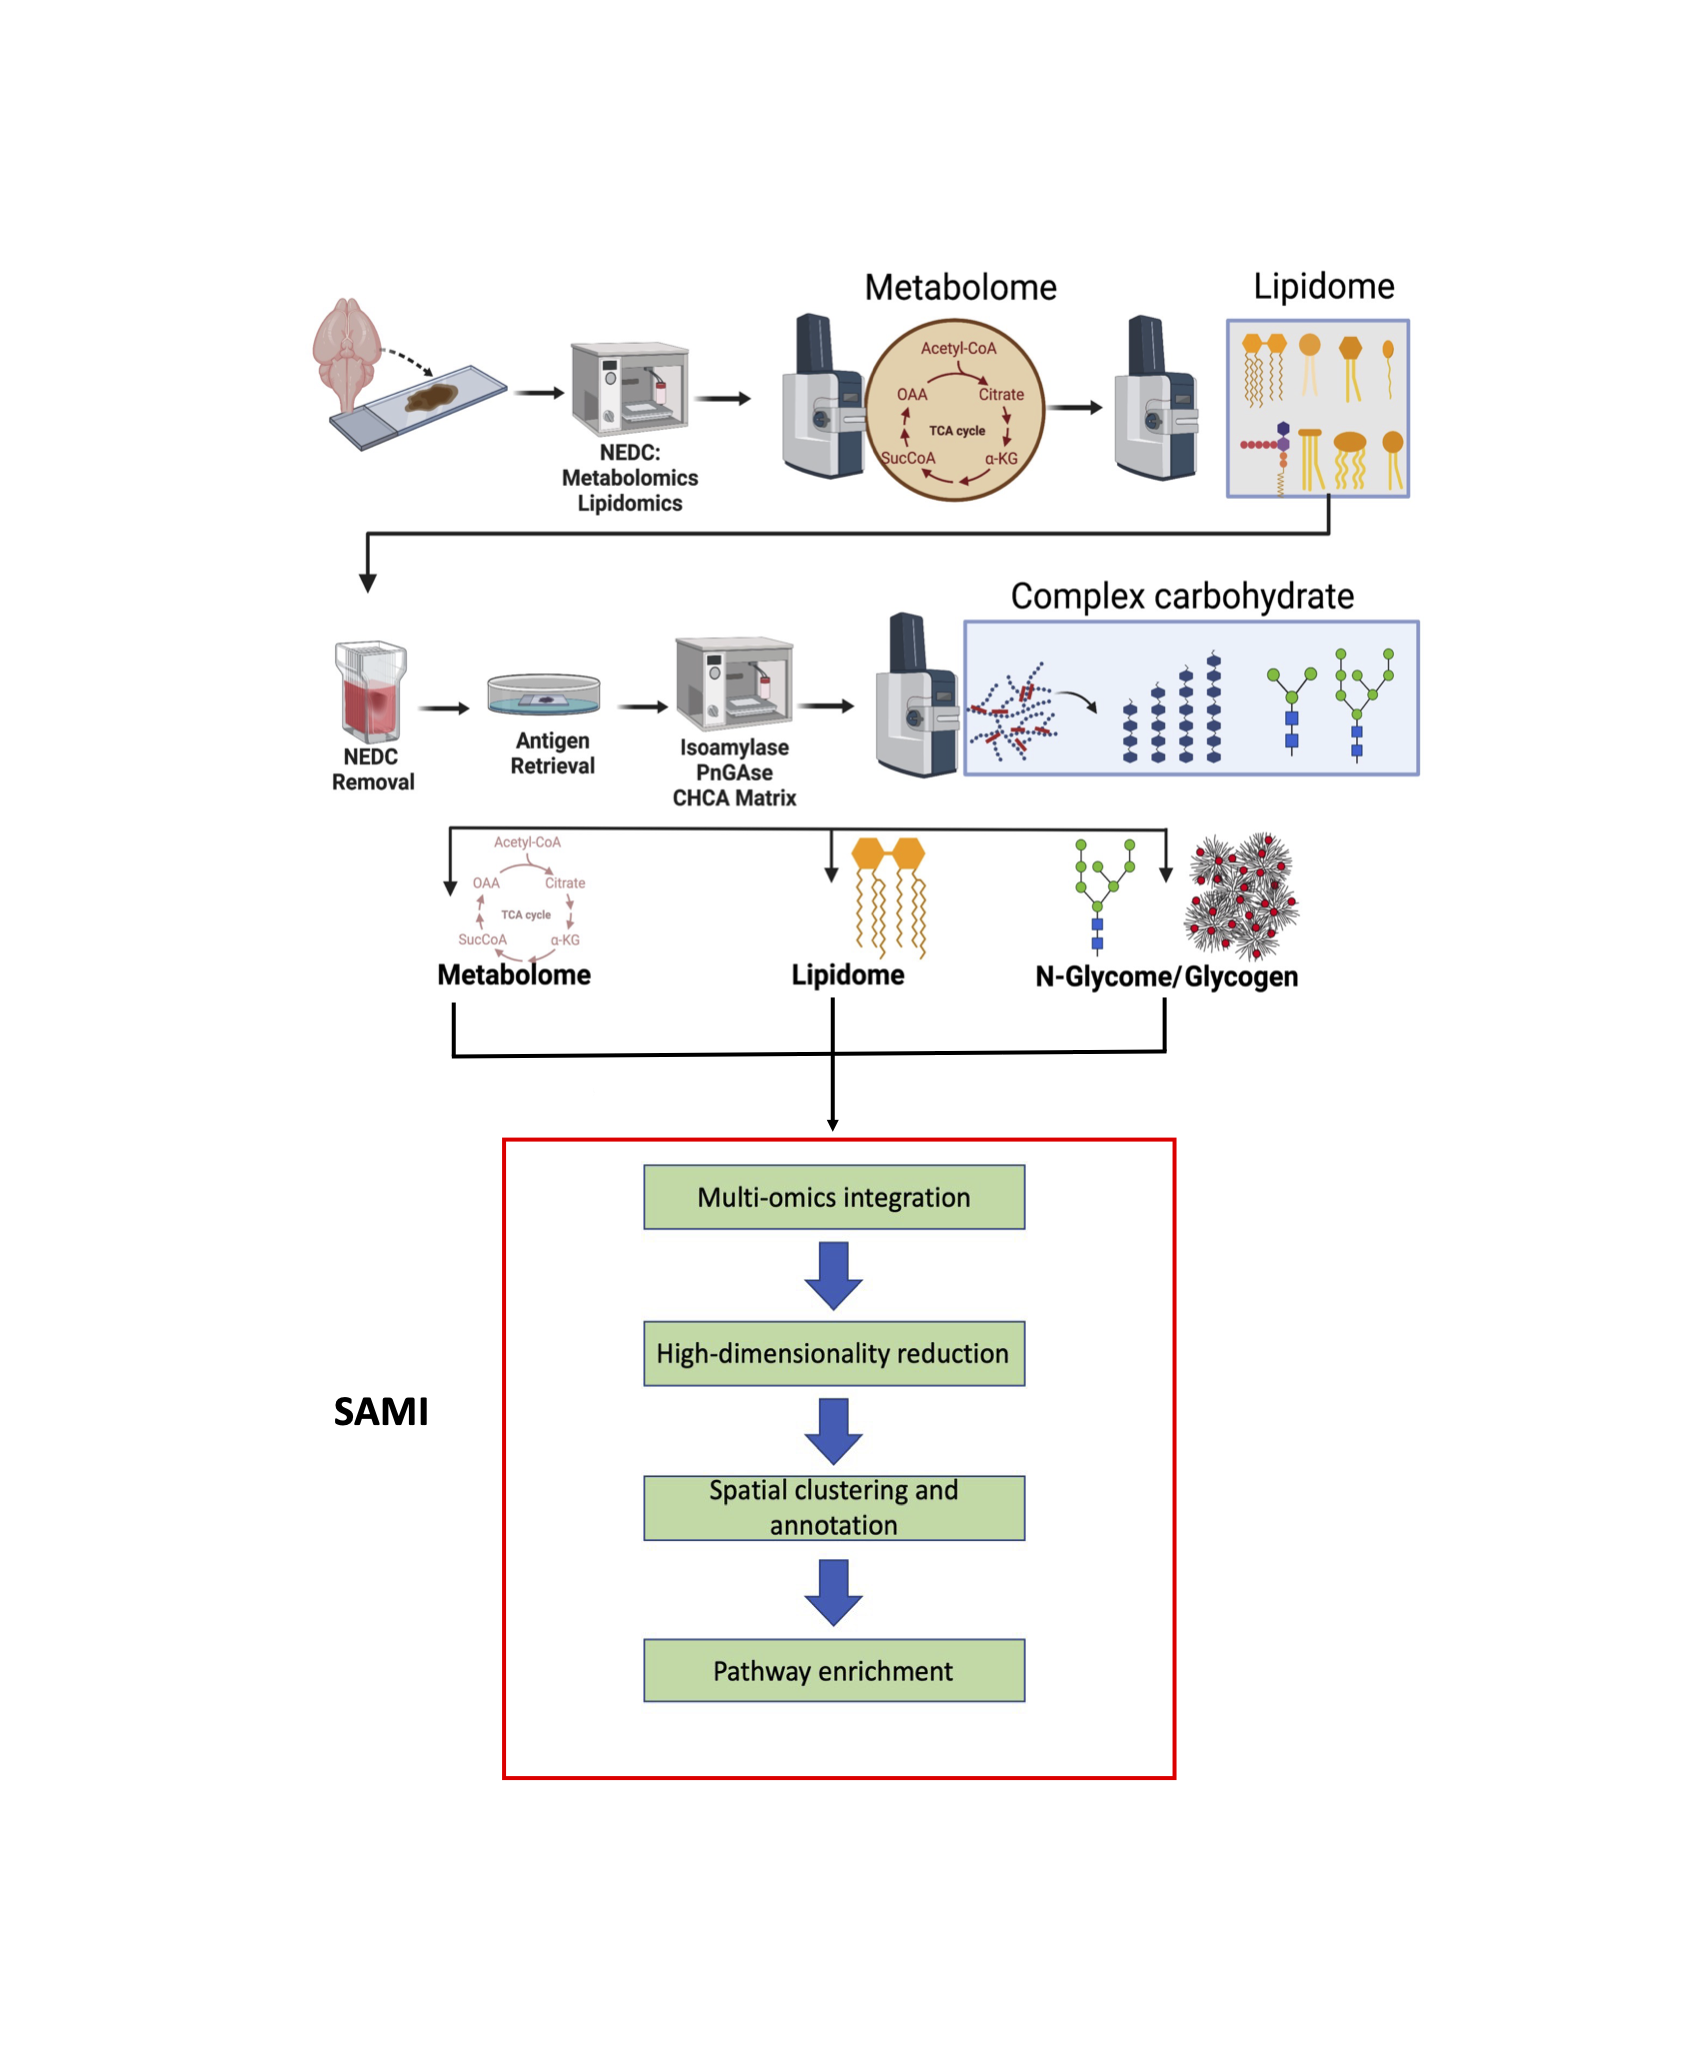 Metabolome
Lipidome
Acetyl-CoA
OAA
Citrate
TCA cycle
SucCoA
α-KG
NEDC:
Metabolomics
Lipidomics
Complex carbohydrate
NEDC
Removal
Antigen
Retrieval
Isoamylase
PnGAse
CHCA Matrix
Acetyl-CoA
OAA
Citrate
TCA cycle
SucCoA
α-KG
Metabolome
Lipidome
N-Glycome/Glycogen
SAMI
Multi-omics integration
High-dimensionality reduction
Spatial clustering and
annotation
Pathway enrichment